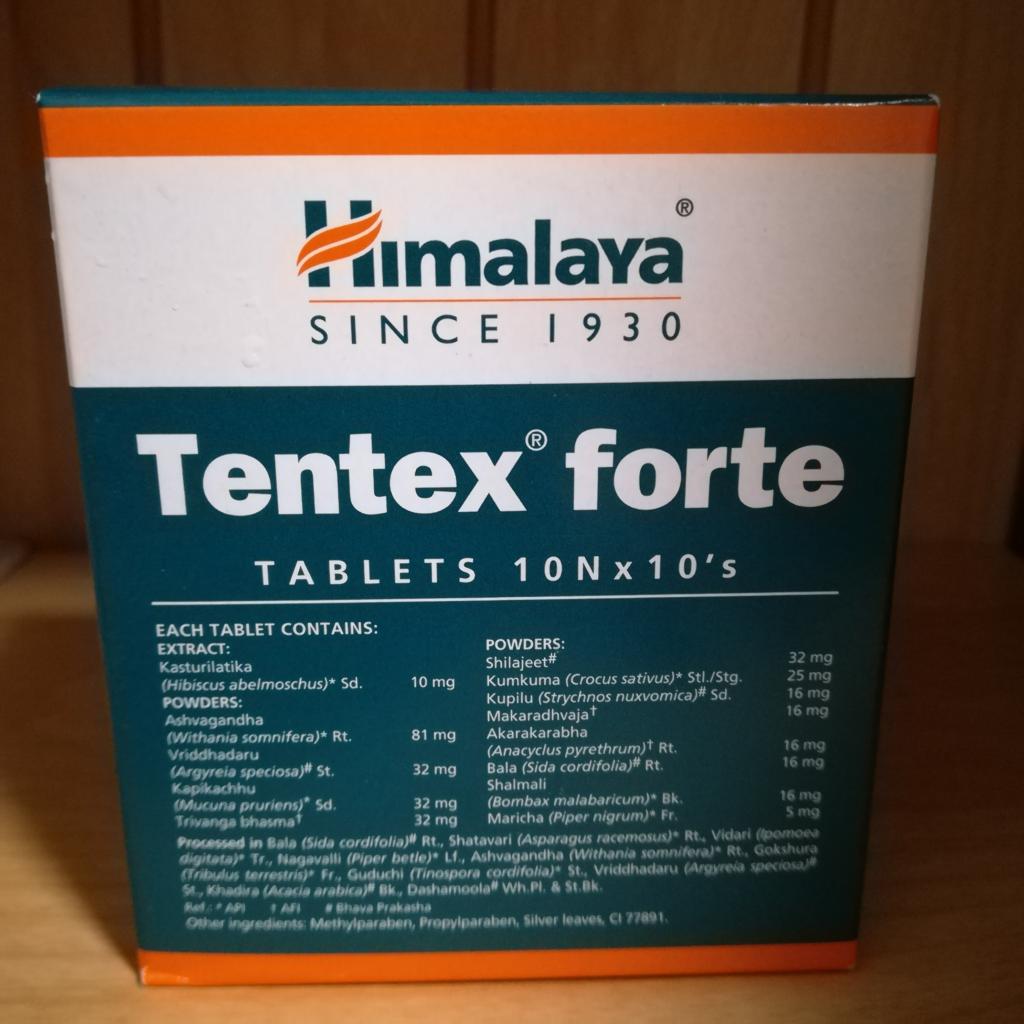 Himalaya®
SINCE 1930
Tentex® forte
TABLETS 10Nx10's
EACH TABLET CONTAINS:
EXTRACT:
Kasturilatika
(Hibiscus abelmoschus)* Sd. 10 mg
POWDERS:
Ashvagandha
(Withania somnifera)* Rt. 81 mg
Vriddhadaru
(Argyreia speciosa)# St. 32 mg
Kapikachhu
(Mucuna pruriens)* Sd. 32 mg
Trivanga bhasma† 32 mg
POWDERS:
Shilajeet# 32 mg
Kumkuma (Crocus sativus)* Stl./Stg. 25 mg
Kupilu (Strychnos nuxvomica)# Sd. 16 mg
Makaradhvaja† 16 mg
Akarakarabha
(Anacyclus pyrethrum)† Rt. 16 mg
Bala (Sida cordifolia)# Rt. 16 mg
Shalmali
(Bombax malabaricum)* Bk. 16 mg
Maricha (Piper nigrum)* Fr. 5 mg
Processed in Bala (Sida cordifolia)# Rt., Shatavari (Asparagus racemosus)* Rt., Vidari (Ipomoea
digitata)* Tr., Nagavalli (Piper betle)* Lf., Ashvagandha (Withania somnifera)* Rt., Gokshura
(Tribulus terrestris)* Fr., Guduchi (Tinospora cordifolia)* St., Vriddhadaru (Argyreia speciosa)#
St., Khadira (Acacia arabica)# Bk., Dashamoola# Wh.Pl. & St.Bk.
Ref.: * API † AFI # Bhava Prakasha
Other ingredients: Methylparaben, Propylparaben, Silver leaves, CI 77891.